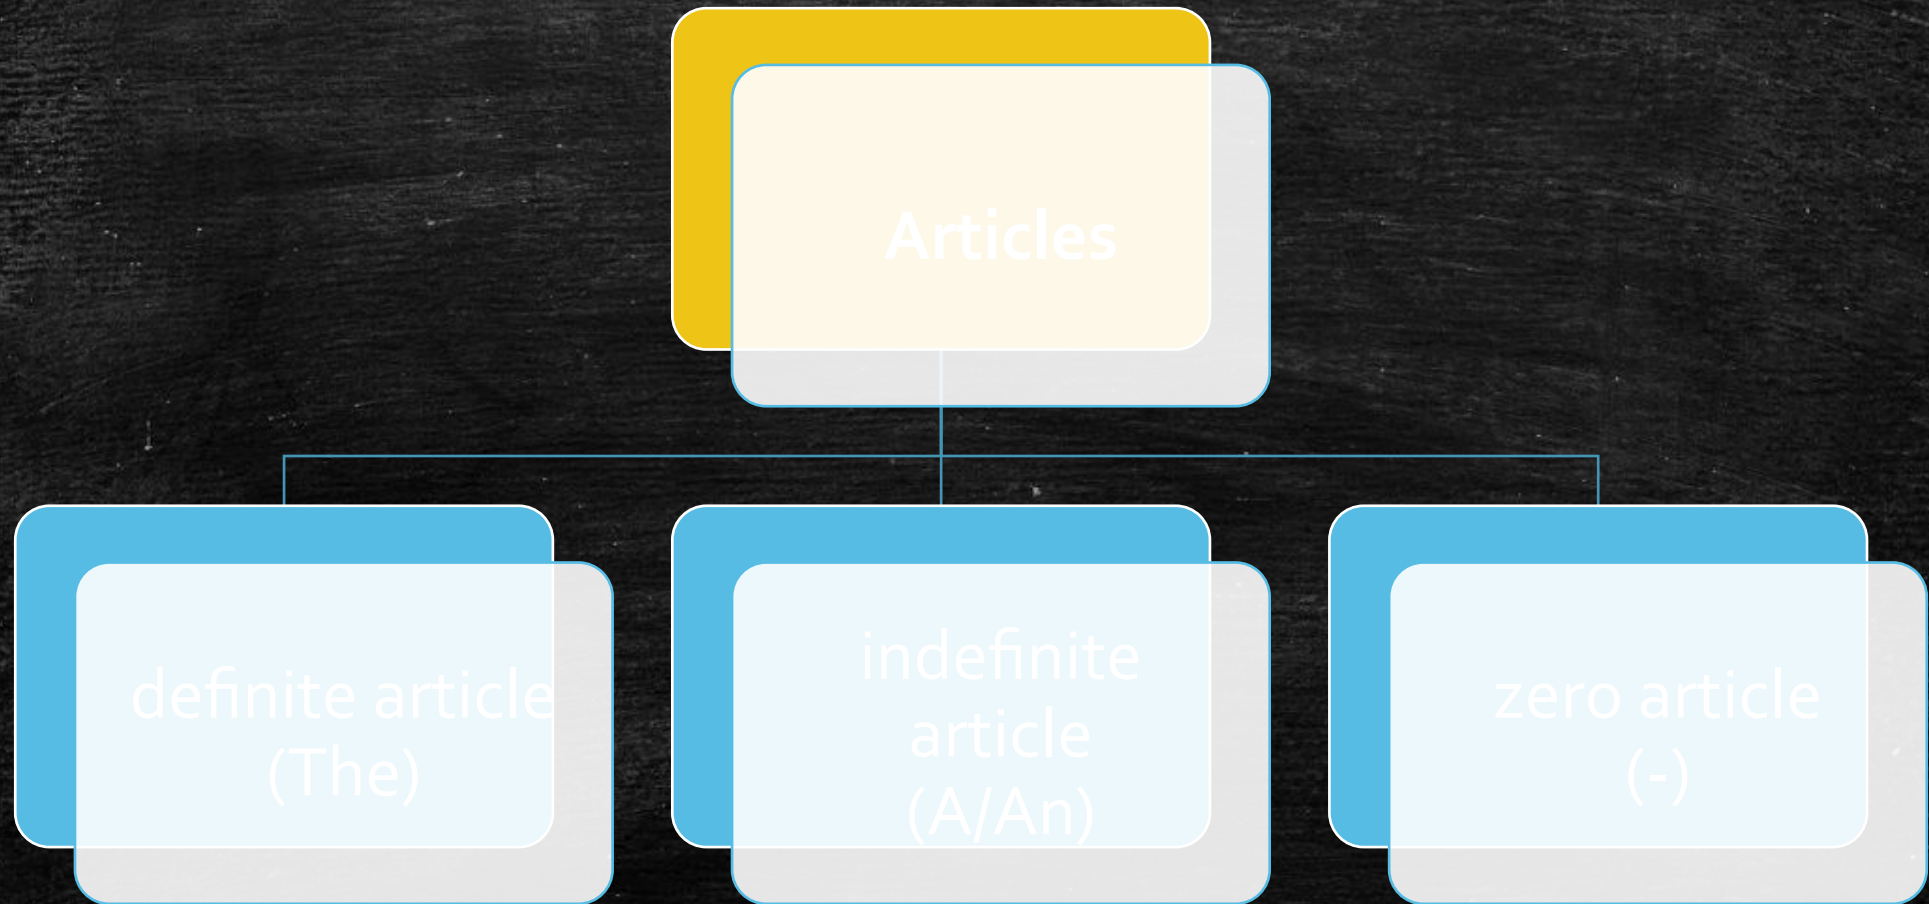 Articles
definite article
(The)
indefinite
article
(A/An)
zero article
(-)